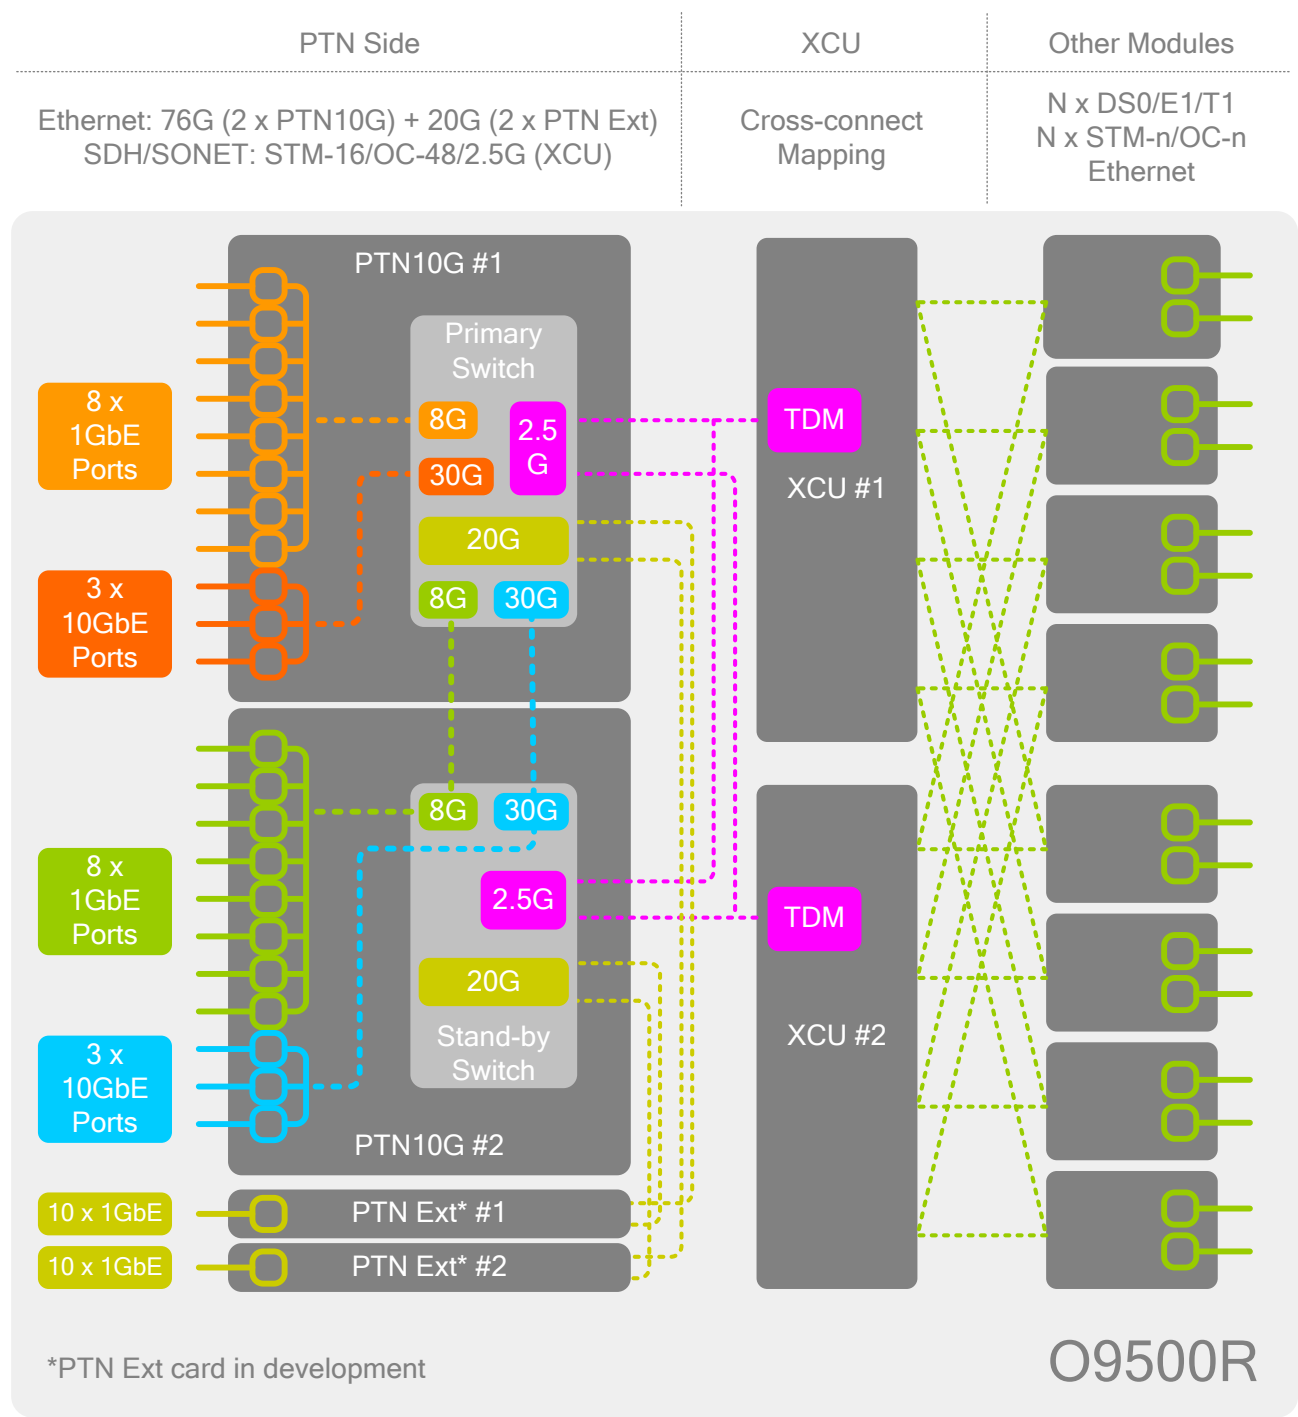 PTN Side
XCU
Other Modules
Ethernet: 76G (2 x PTN10G) + 20G (2 x PTN Ext)
SDH/SONET: STM-16/OC-48/2.5G (XCU)
Cross-connect
Mapping
N x DS0/E1/T1
N x STM-n/OC-n
Ethernet
PTN10G #1
Primary
Switch
8G
2.5
G
30G
20G
8G
30G
8 x
1GbE
Ports
3 x
10GbE
Ports
TDM
XCU #1
8G
30G
2.5G
20G
Stand-by
Switch
PTN10G #2
8 x
1GbE
Ports
3 x
10GbE
Ports
TDM
XCU #2
10 x 1GbE
PTN Ext* #1
10 x 1GbE
PTN Ext* #2
*PTN Ext card in development
O9500R